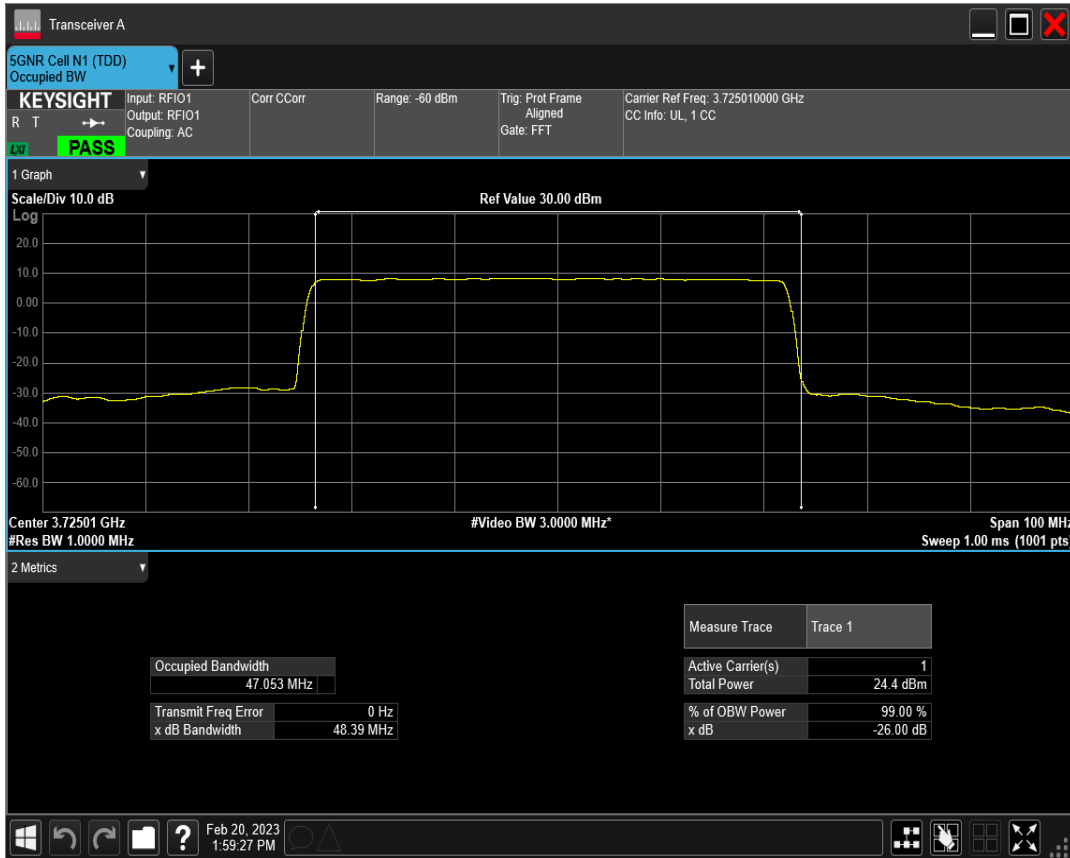 Transceiver A
5GNR Cell N1 (TDD)
Occupied BW
+
KEYSIGHT
R T
LXI
PASS
Input: RFIO1
Output: RFIO1
Coupling: AC
Corr CCorr
Range: -60 dBm
Trig: Prot Frame
Aligned
Gate: FFT
Carrier Ref Freq: 3.725010000 GHz
CC Info: UL, 1 CC
1 Graph
Scale/Div 10.0 dB
Ref Value 30.00 dBm
Log
20.0
10.0
0.00
-10.0
-20.0
-30.0
-40.0
-50.0
-60.0
Center 3.72501 GHz
#Video BW 3.0000 MHz*
Span 100 MHz
#Res BW 1.0000 MHz
Sweep 1.00 ms (1001 pts)
2 Metrics
Measure Trace Trace 1
Occupied Bandwidth
47.053 MHz
Active Carrier(s) 1
Total Power 24.4 dBm
Transmit Freq Error 0 Hz
x dB Bandwidth 48.39 MHz
% of OBW Power 99.00 %
x dB -26.00 dB
?
Feb 20, 2023
1:59:27 PM